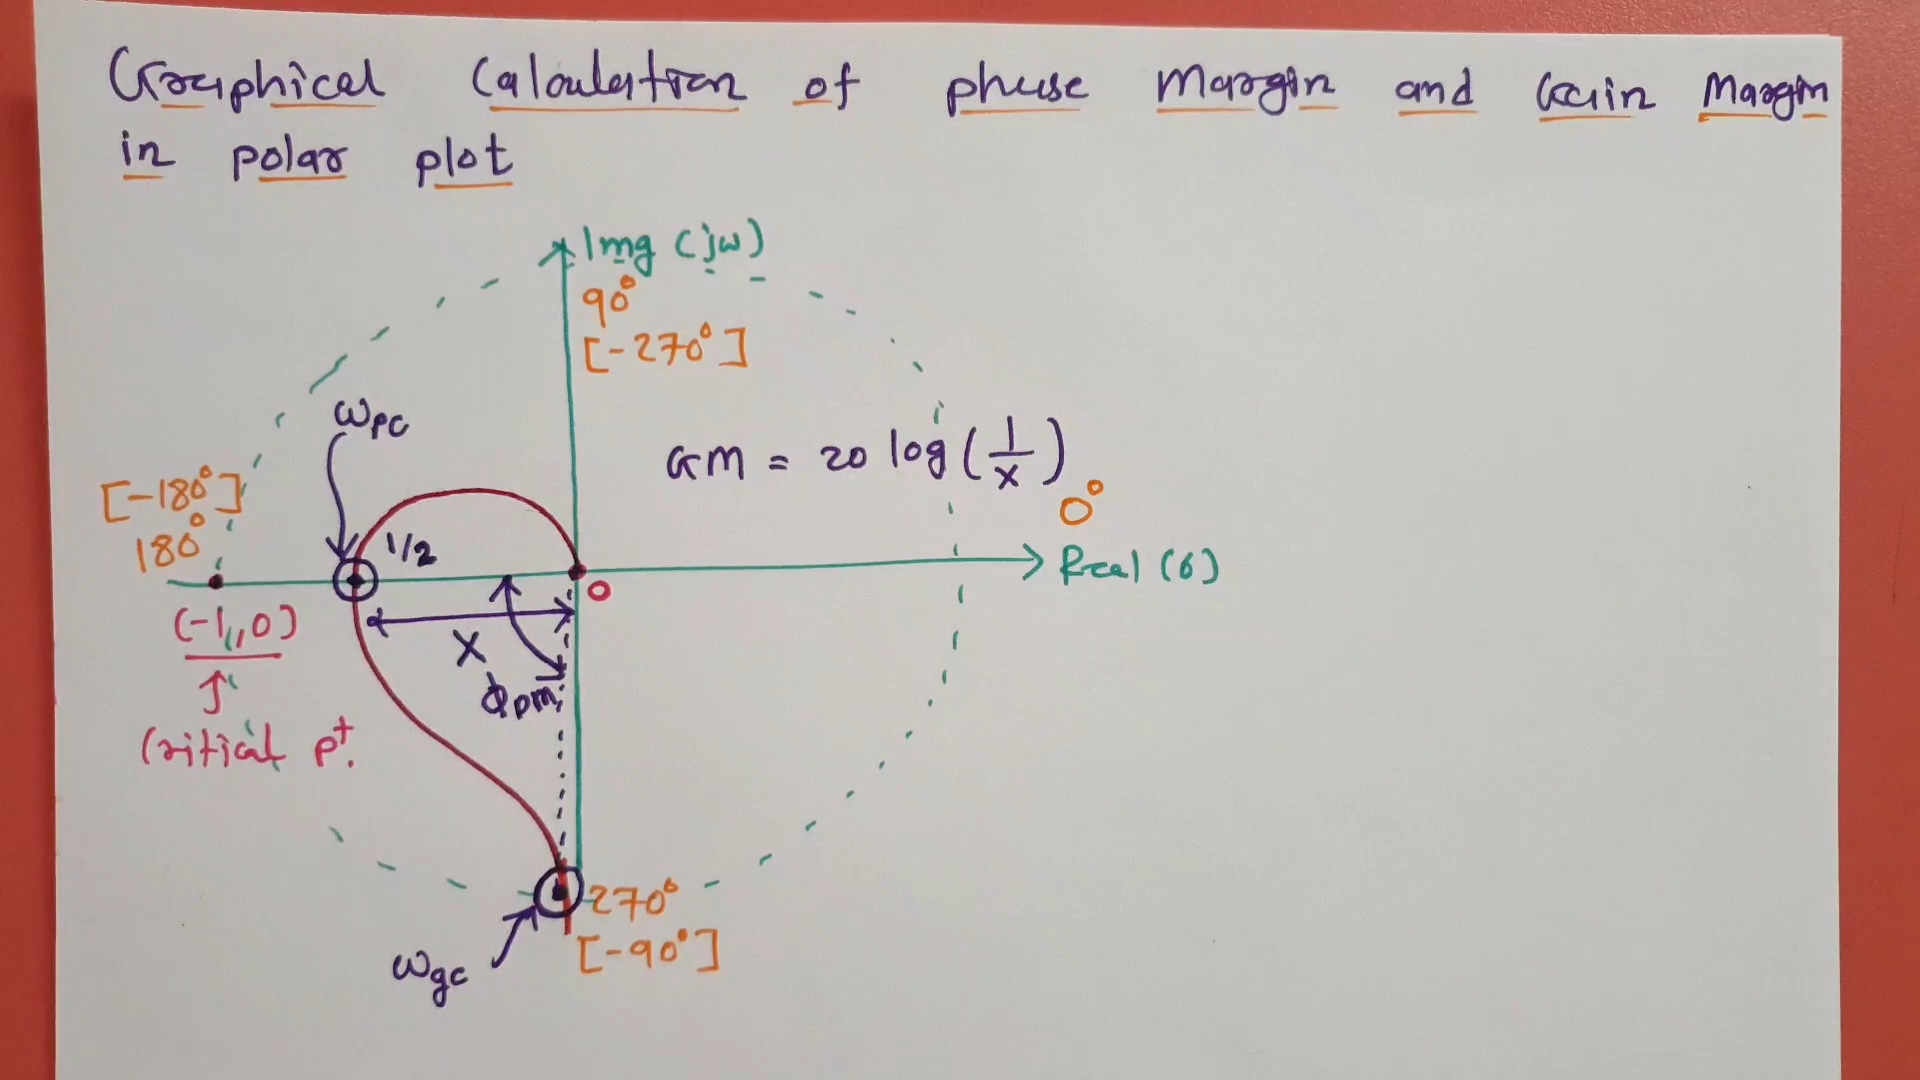 Graphical Calculation of phase Margin and Gain Margin
in polar plot
Img (jω)
90°
[-270°]
ωpc
GM = 20 log (1/x)
[-180°]
180°
0°
1/2
Real (6)
0
(-1,0)
X
ϕpm
Critical pt.
270°
[-90°]
ωgc